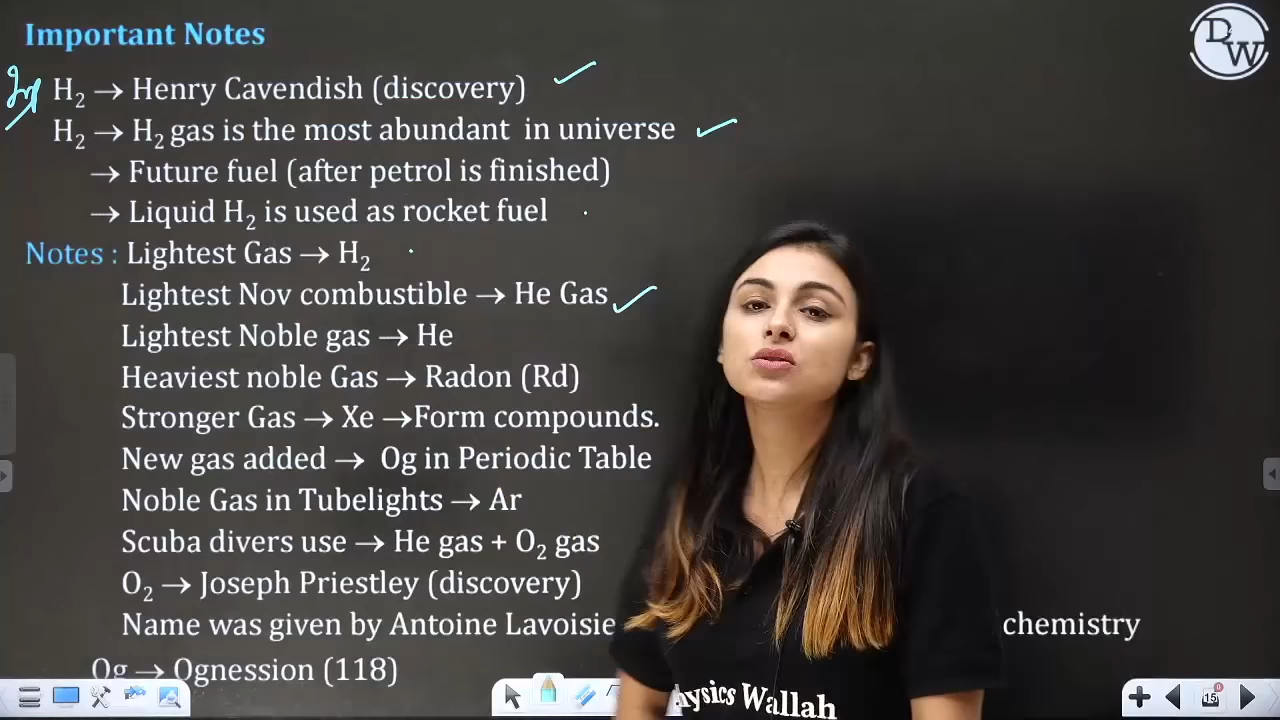 Important Notes
H₂ → Henry Cavendish (discovery)
H₂ → H₂ gas is the most abundant in universe
→ Future fuel (after petrol is finished)
→ Liquid H₂ is used as rocket fuel
Notes : Lightest Gas → H₂
Lightest Nov combustible → He Gas
Lightest Noble gas → He
Heaviest noble Gas → Radon (Rd)
Stronger Gas → Xe →Form compounds.
New gas added → Og in Periodic Table
Noble Gas in Tubelights → Ar
Scuba divers use → He gas + O₂ gas
O₂ → Joseph Priestley (discovery)
Name was given by Antoine Lavoisie chemistry
Og → Ognession (118)
hysics Wallah
15